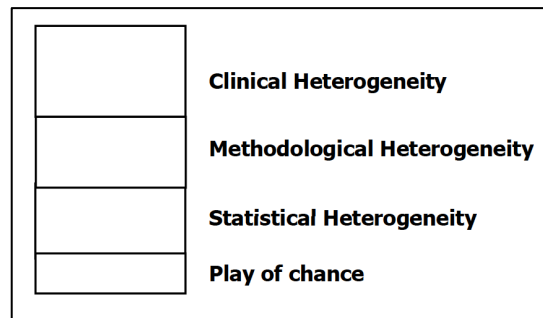 Clinical Heterogeneity
Methodological Heterogeneity
Statistical Heterogeneity
Play of chance